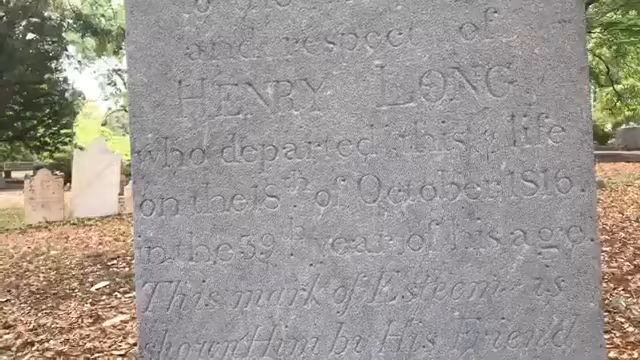 and respect of
HENRY LONG
who departed this life
on the 18th of October 1816.
in the 59th year of his age.
This mark of Esteem is
shown Him by His Friend